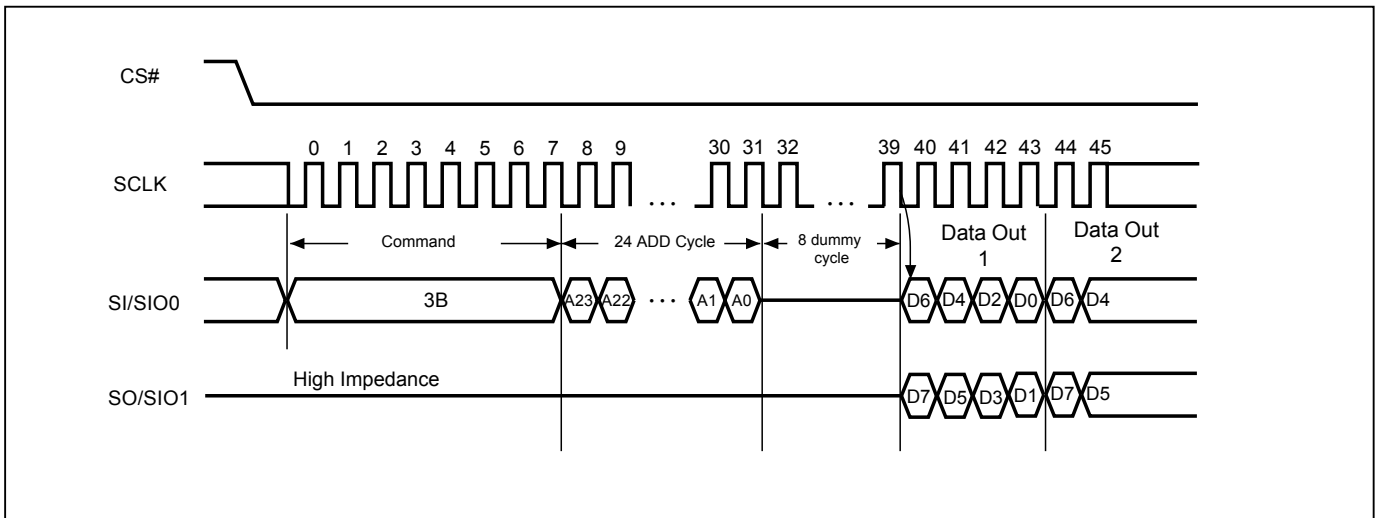 CS#
0 1 2 3 4 5 6 7 8 9 30 31 32 39 40 41 42 43 44 45
SCLK
... ...
Command 24 ADD Cycle 8 dummy cycle Data Out 1 Data Out 2
SI/SIO0 3B A23 A22 ... A1 A0 D6 D4 D2 D0 D6 D4
High Impedance
SO/SIO1 D7 D5 D3 D1 D7 D5